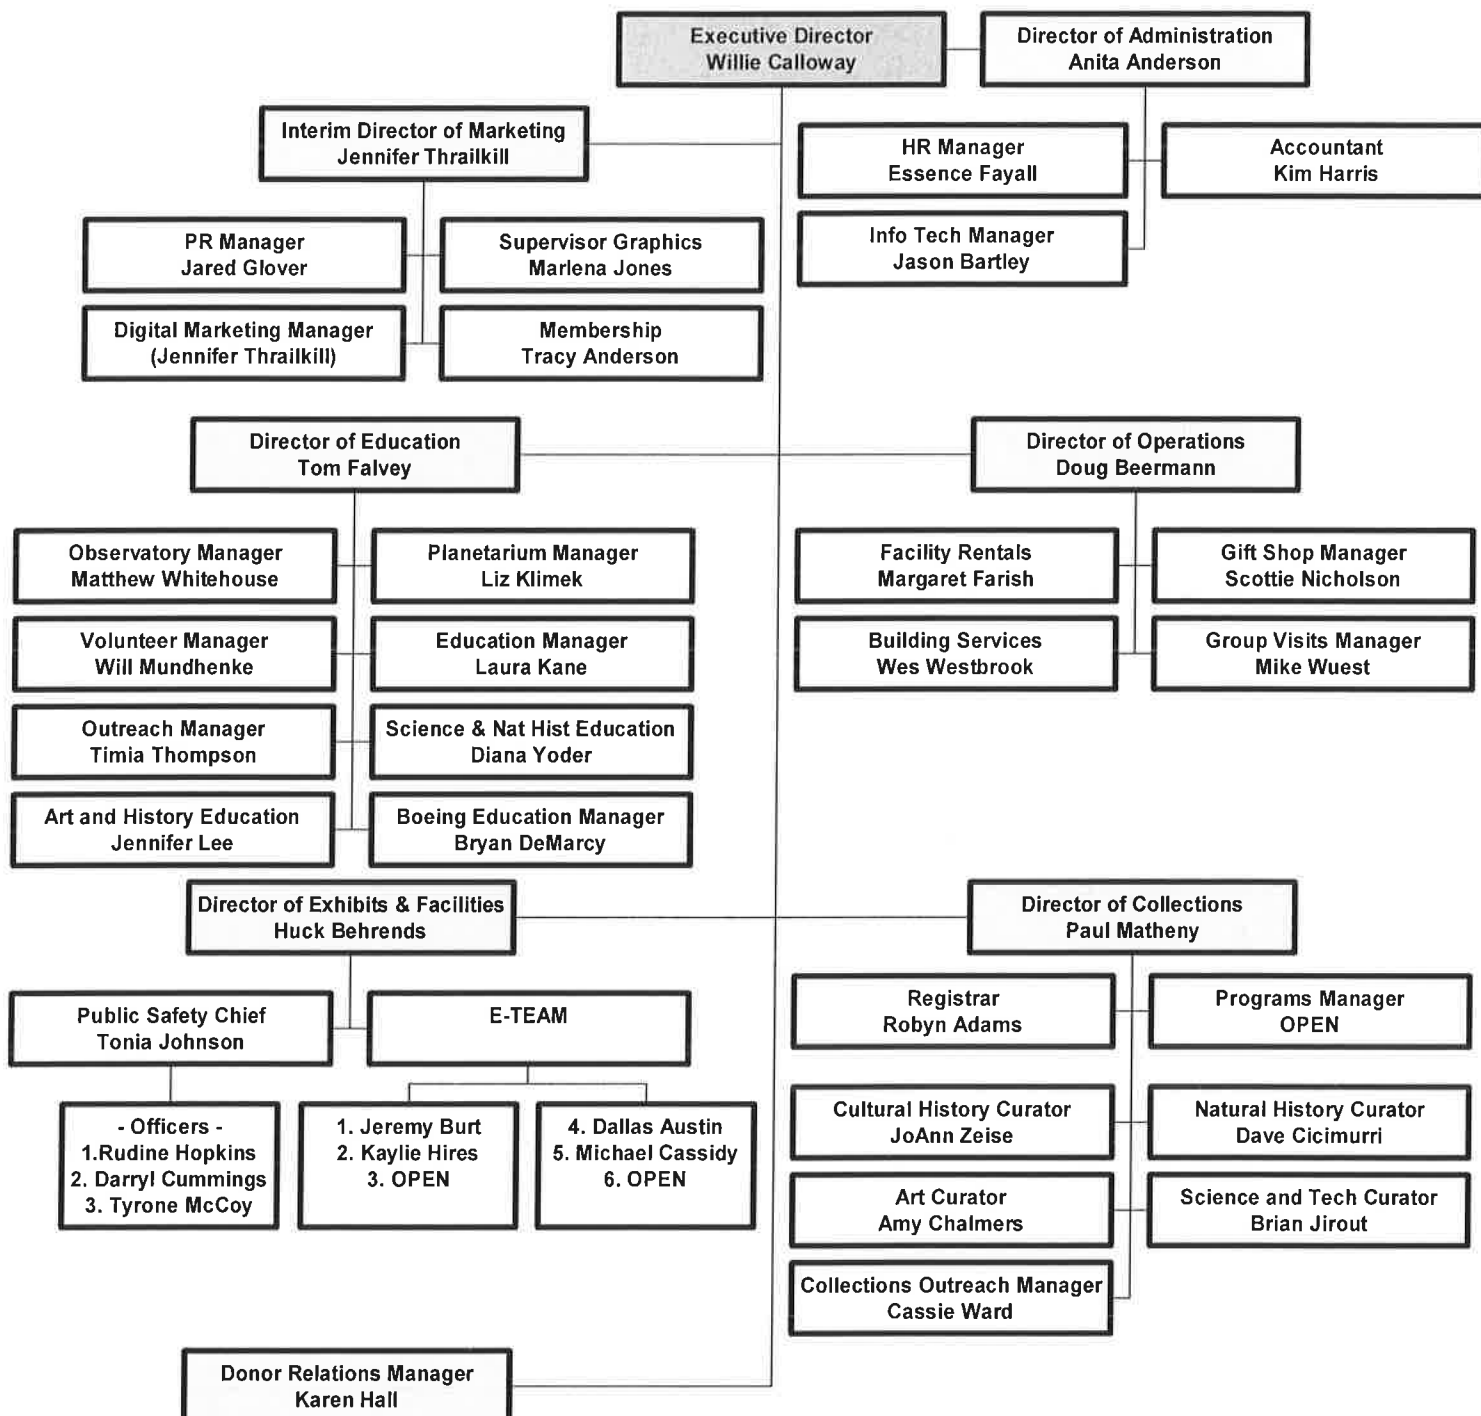 Executive Director
Willie Calloway
Director of Administration
Anita Anderson
Interim Director of Marketing
Jennifer Thrailkill
HR Manager
Essence Fayall
Accountant
Kim Harris
PR Manager
Jared Glover
Supervisor Graphics
Marlena Jones
Info Tech Manager
Jason Bartley
Digital Marketing Manager
(Jennifer Thrailkill)
Membership
Tracy Anderson
Director of Education
Tom Falvey
Director of Operations
Doug Beermann
Observatory Manager
Matthew Whitehouse
Planetarium Manager
Liz Klimek
Facility Rentals
Margaret Farish
Gift Shop Manager
Scottie Nicholson
Volunteer Manager
Will Mundhenke
Education Manager
Laura Kane
Building Services
Wes Westbrook
Group Visits Manager
Mike Wuest
Outreach Manager
Timia Thompson
Science & Nat Hist Education
Diana Yoder
Art and History Education
Jennifer Lee
Boeing Education Manager
Bryan DeMarcy
Director of Exhibits & Facilities
Huck Behrends
Director of Collections
Paul Matheny
Public Safety Chief
Tonia Johnson
E-TEAM
Registrar
Robyn Adams
Programs Manager
OPEN
- Officers -
1.Rudine Hopkins
2. Darryl Cummings
3. Tyrone McCoy
1. Jeremy Burt
2. Kaylie Hires
3. OPEN
4. Dallas Austin
5. Michael Cassidy
6. OPEN
Cultural History Curator
JoAnn Zeise
Natural History Curator
Dave Cicimurri
Art Curator
Amy Chalmers
Science and Tech Curator
Brian Jirout
Collections Outreach Manager
Cassie Ward
Donor Relations Manager
Karen Hall